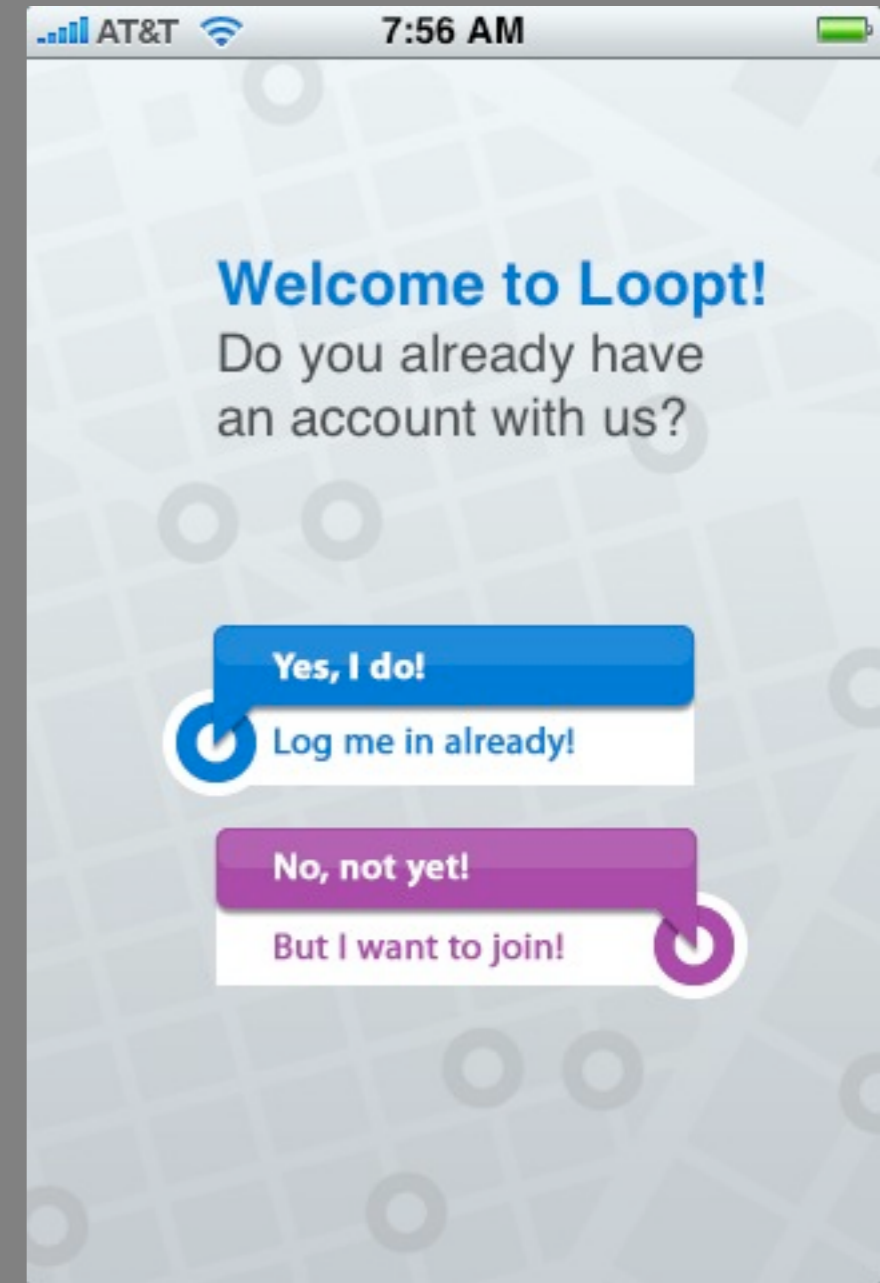 AT&T 7:56 AM
Welcome to Loopt!
Do you already have
an account with us?
Yes, I do!
Log me in already!
No, not yet!
But I want to join!